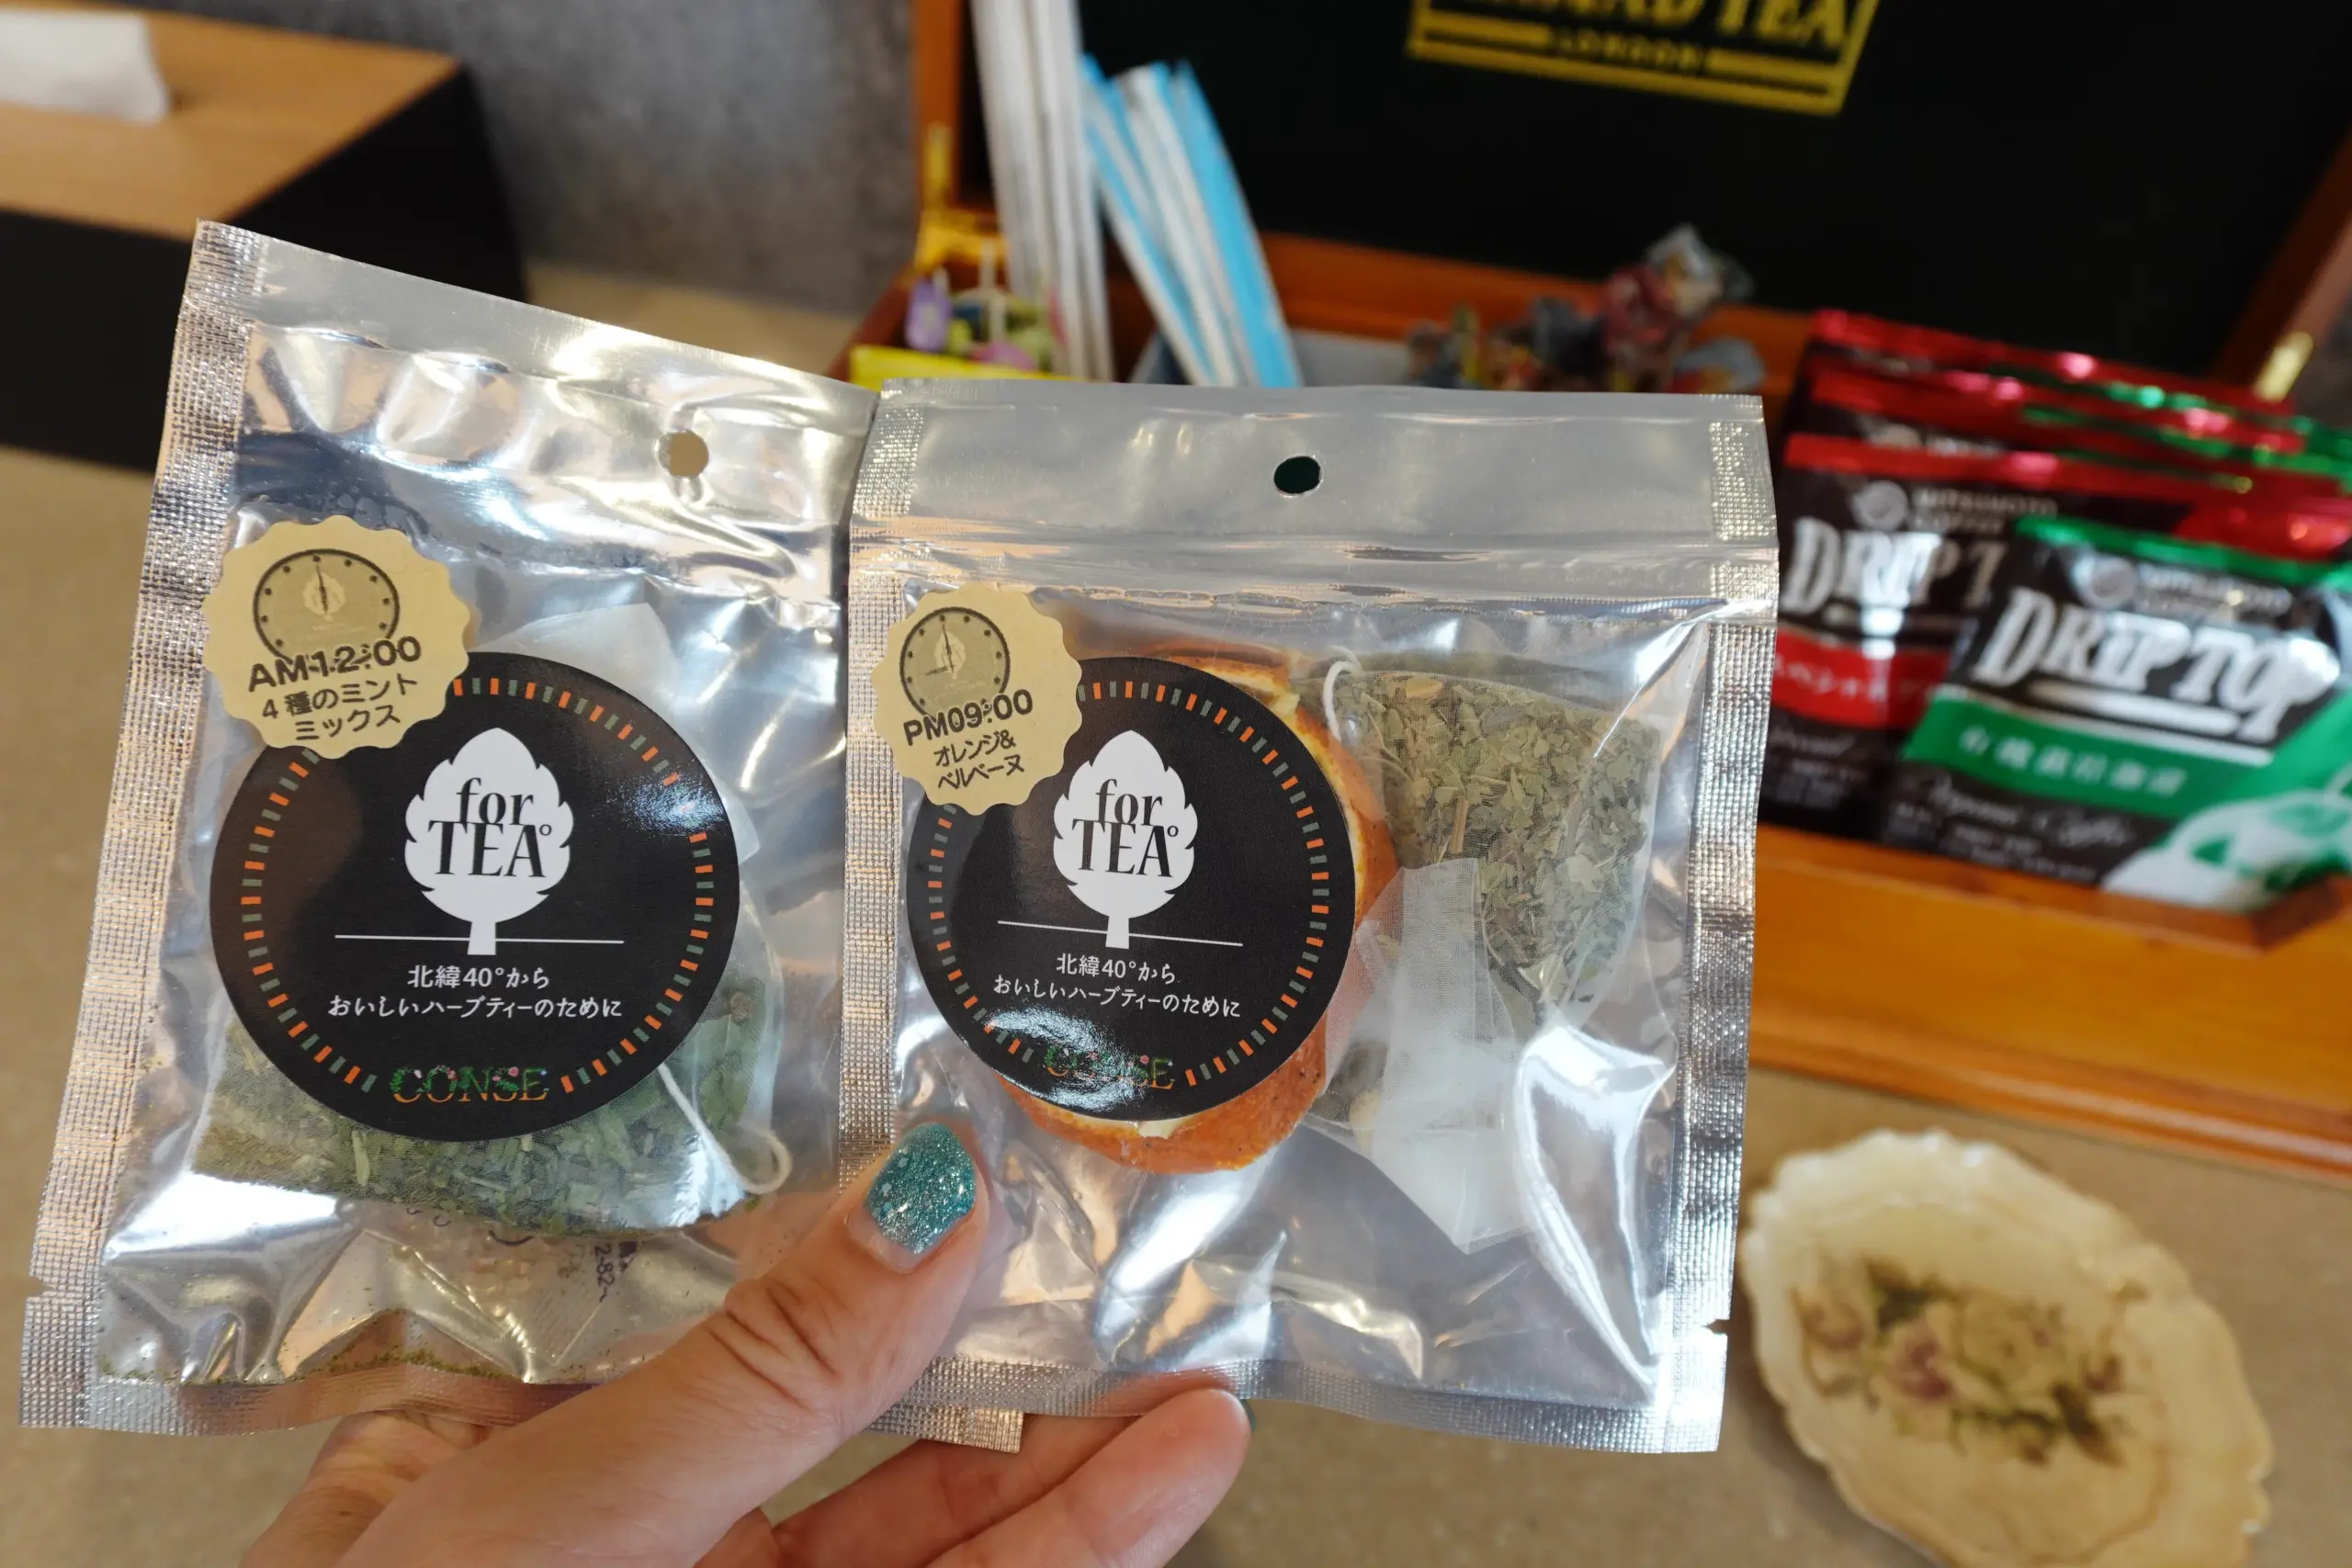 TEA
LONDON
AM12:00
4種のミント
ミックス
for
TEA°
北緯40°から
おいしいハーブティーのために
CONSE
PM09:00
オレンジ&
ベルベーヌ
for
TEA°
北緯40°から
おいしいハーブティーのために
CONSE
DRIP T
DRIP TOP
COFFEE